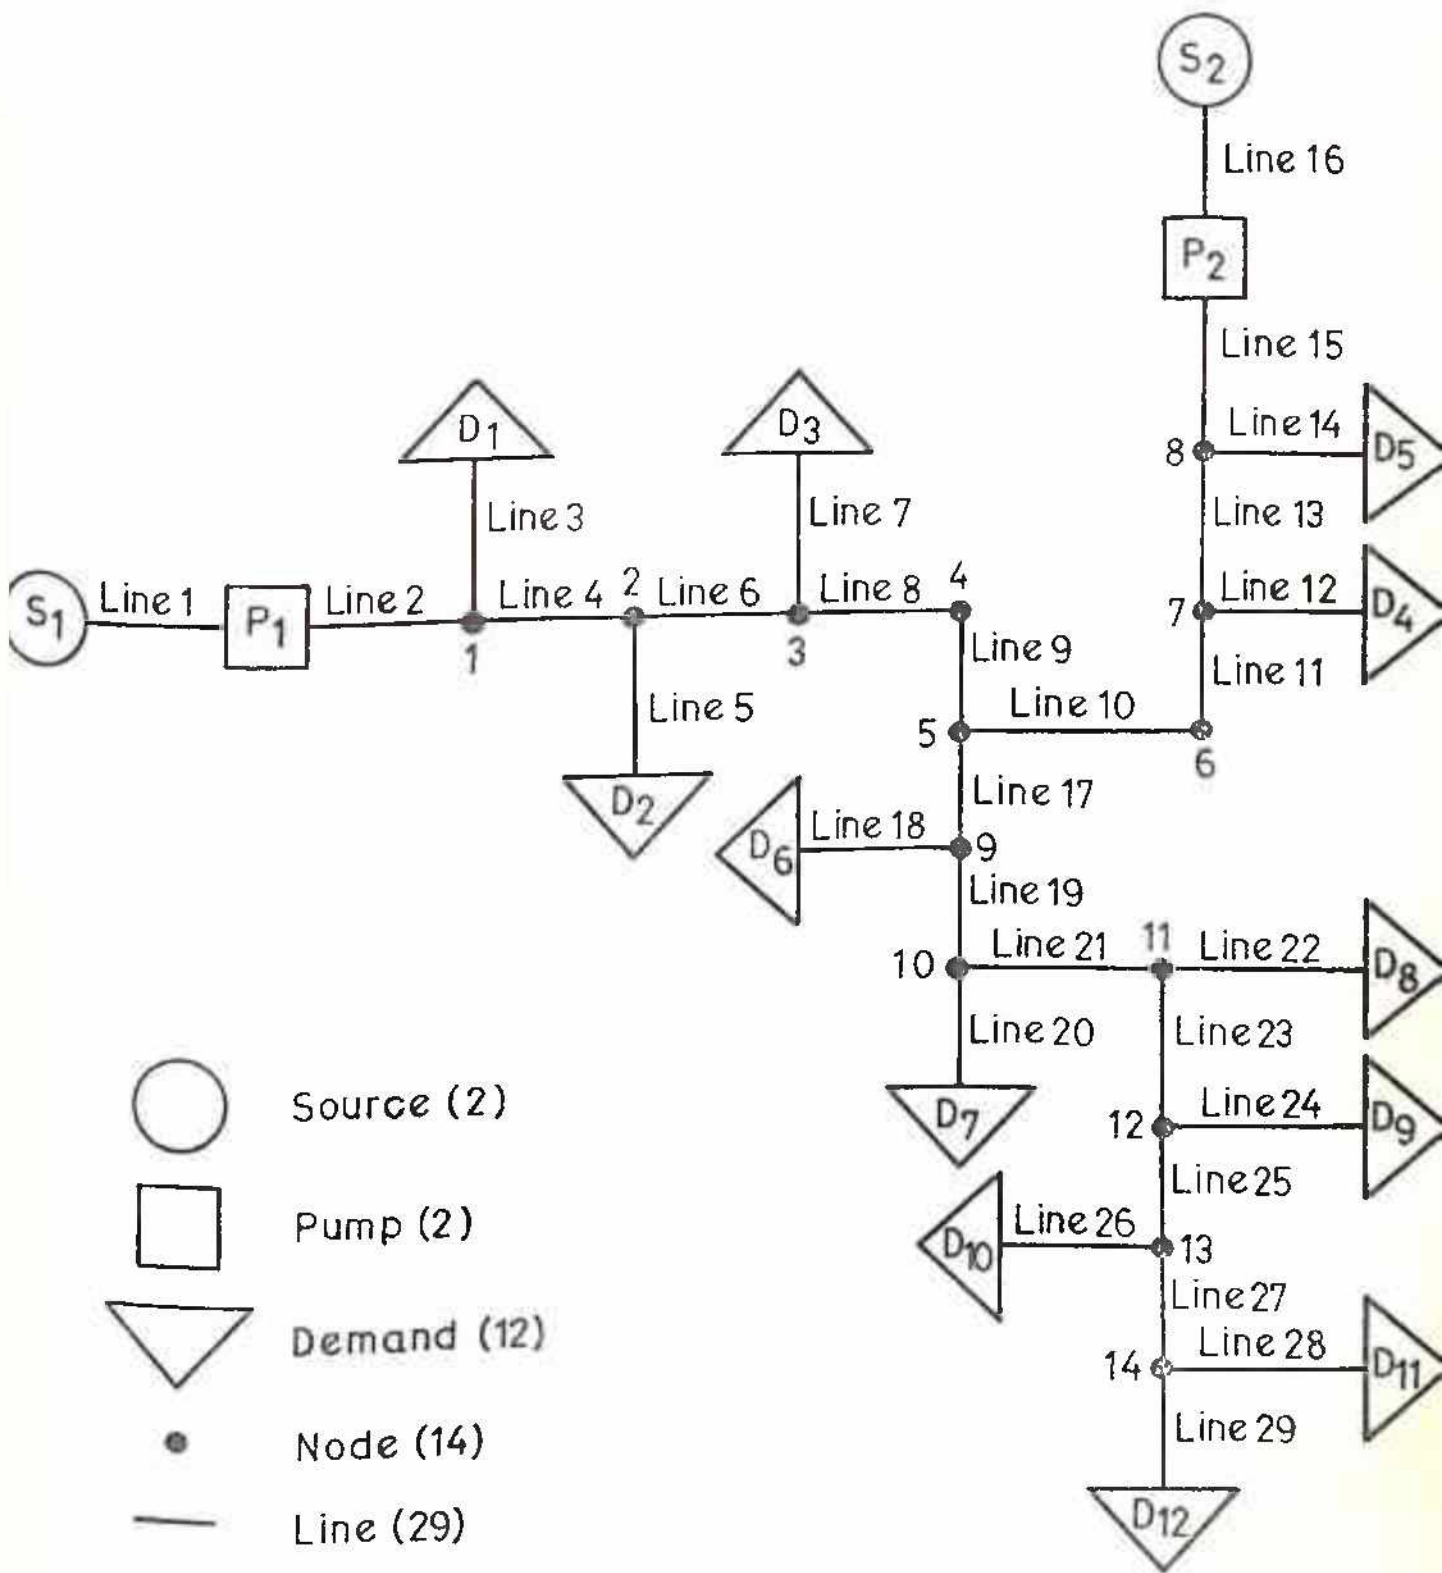 S2
Line 16
P2
Line 15
D1
D3
Line 14
D5
8
Line 3
Line 7
Line 13
S1
Line 1
P1
Line 2
Line 4
2
Line 6
Line 8
4
7
Line 12
D4
1
3
Line 9
Line 11
Line 5
5
Line 10
6
D2
Line 17
D6
Line 18
9
Line 19
10
Line 21
11
Line 22
D8
Line 20
Line 23
Source (2)
D7
12
Line 24
D9
Line 25
Pump (2)
D10
Line 26
13
Line 27
Demand (12)
14
Line 28
D11
Node (14)
Line 29
Line (29)
D12